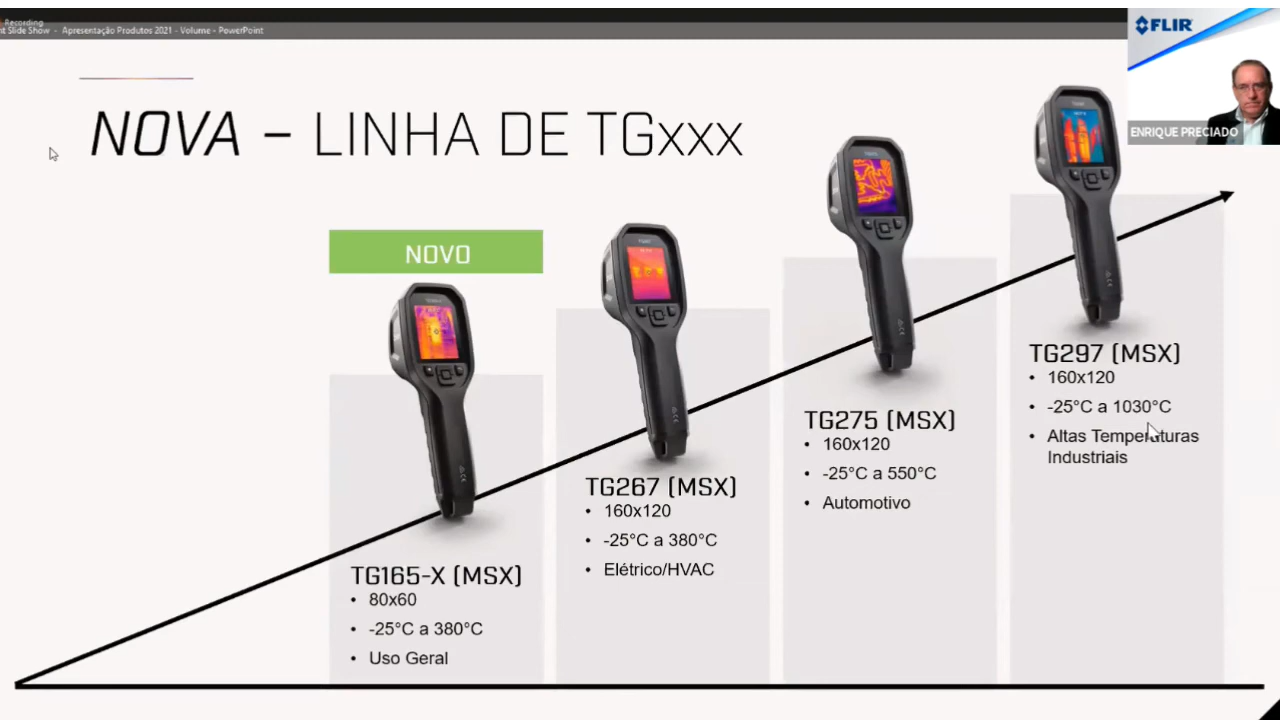 Recording
nt Slide Show - Apresentação Produtos 2021 - Volume - PowerPoint
FLIR
ENRIQUE PRECIADO
NOVA – LINHA DE TGxxx
NOVO
TG165-X (MSX)
• 80x60
• -25°C a 380°C
• Uso Geral
TG267 (MSX)
• 160x120
• -25°C a 380°C
• Elétrico/HVAC
TG275 (MSX)
• 160x120
• -25°C a 550°C
• Automotivo
TG297 (MSX)
• 160x120
• -25°C a 1030°C
• Altas Temperaturas
Industriais